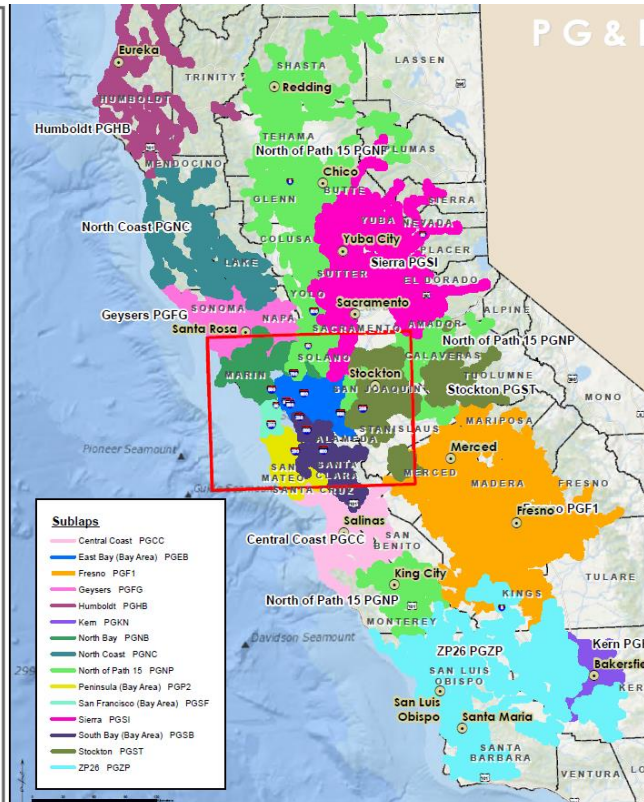 PG&E
Eureka
SHASTA
LASSEN
TRINITY
Redding
HUMBOLDT
Humboldt PGHB
TEHAMA
North of Path 15 PGNP
PLUMAS
MENDOCINO
Chico
BUTTE
GLENN
SIERRA
YUBA
NEVADA
North Coast PGNC
COLUSA
Yuba City
PLACER
LAKE
SUTTER
Sierra PGSI
EL DORADO
YOLO
SONOMA
NAPA
Sacramento
ALPINE
Geysers PGFG
SACRAMENTO
AMADOR
Santa Rosa
North of Path 15 PGNP
SOLANO
CALAVERAS
MARIN
Stockton
TUOLUMNE
SAN JOAQUIN
Stockton PGST
MONO
STANISLAUS
MARIPOSA
ALAMEDA
Pioneer Seamount
Merced
SANTA CLARA
SAN MATEO
MERCED
MADERA
FRESNO
SANTA CRUZ
Salinas
Fresno
PGF1
Central Coast PGCC
SAN BENITO
TULARE
King City
KINGS
North of Path 15 PGNP
MONTEREY
Davidson Seamount
ZP26 PGZP
SAN LUIS OBISPO
San Luis Obispo
Santa Maria
SANTA BARBARA
VENTURA
Sublaps
Central Coast PGCC
East Bay (Bay Area) PGEB
Fresno PGF1
Geysers PGFG
Humboldt PGHB
Kern PGKN
North Bay PGNB
North Coast PGNC
North of Path 15 PGNP
Peninsula (Bay Area) PGP2
San Francisco (Bay Area) PGSF
Sierra PGSI
South Bay (Bay Area) PGSB
Stockton PGST
ZP26 PGZP